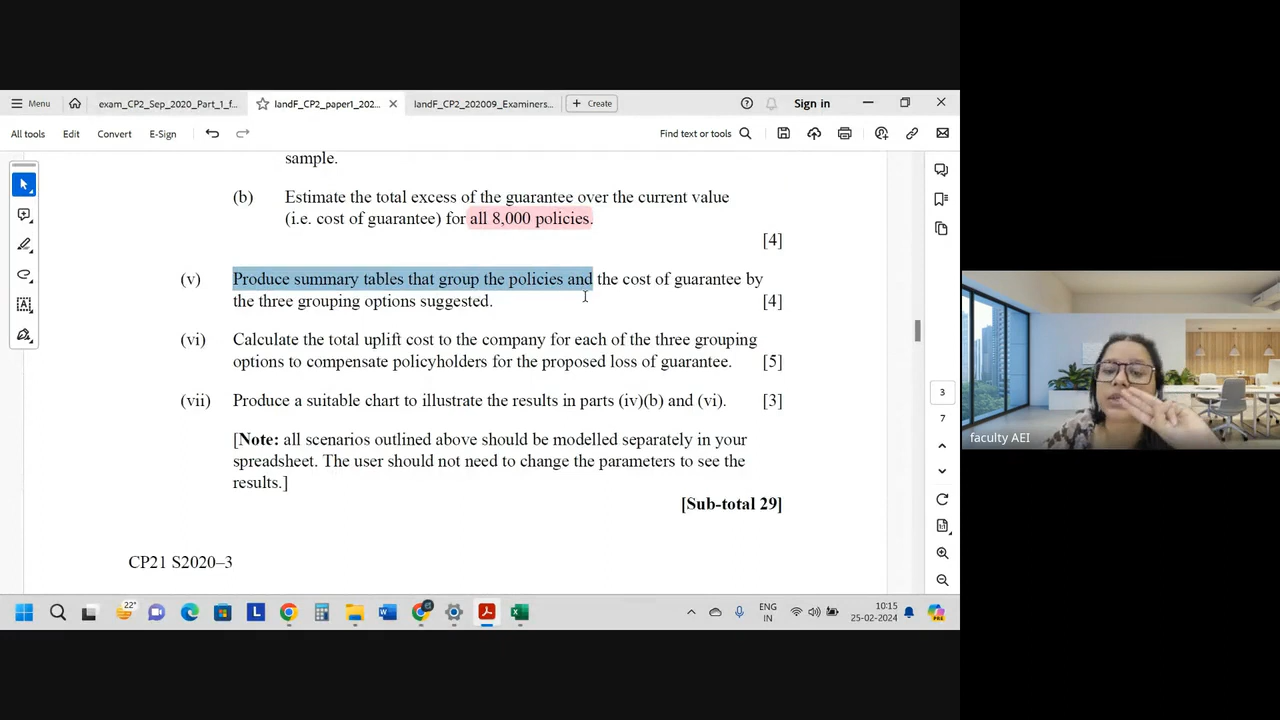 Menu
exam_CP2_Sep_2020_Part_1_f...
landF_CP2_paper1_202...
landF_CP2_202009_Examiners...
Create
Sign in
All tools
Edit
Convert
E-Sign
Find text or tools
sample.
(b) Estimate the total excess of the guarantee over the current value
(i.e. cost of guarantee) for all 8,000 policies.
[4]
(v) Produce summary tables that group the policies and the cost of guarantee by
the three grouping options suggested. [4]
(vi) Calculate the total uplift cost to the company for each of the three grouping
options to compensate policyholders for the proposed loss of guarantee. [5]
(vii) Produce a suitable chart to illustrate the results in parts (iv)(b) and (vi). [3]
[Note: all scenarios outlined above should be modelled separately in your
spreadsheet. The user should not need to change the parameters to see the
results.]
[Sub-total 29]
CP21 S2020–3
3
7
faculty AEI
22°
L
ENG
IN
10:15
25-02-2024